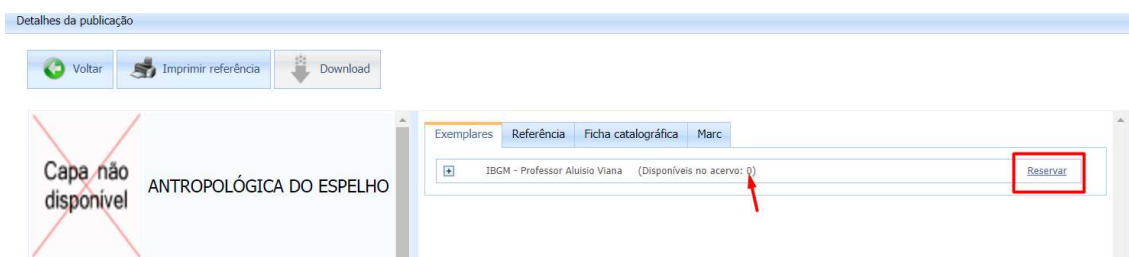 Detalhes da publicação
Voltar Imprimir referência Download
Capa não
disponível
ANTROPOLÓGICA DO ESPELHO
Exemplares Referência Ficha catalográfica Marc
IBGM - Professor Aluisio Viana (Disponíveis no acervo: 0) Reservar